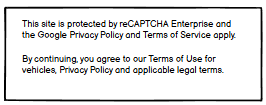 This site is protected by reCAPTCHA Enterprise and
the Google Privacy Policy and Terms of Service apply.
By continuing, you agree to our Terms of Use for
vehicles, Privacy Policy and applicable legal terms.